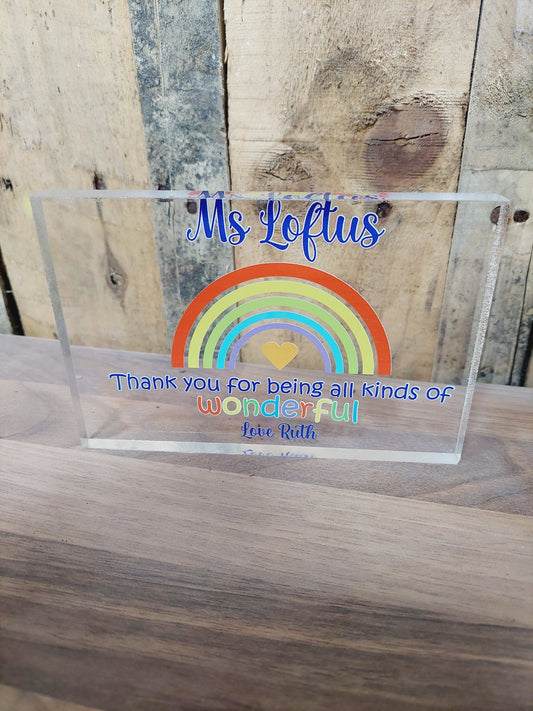 Ms Loftus
Thank you for being all kinds of
wonderful
Love Ruth